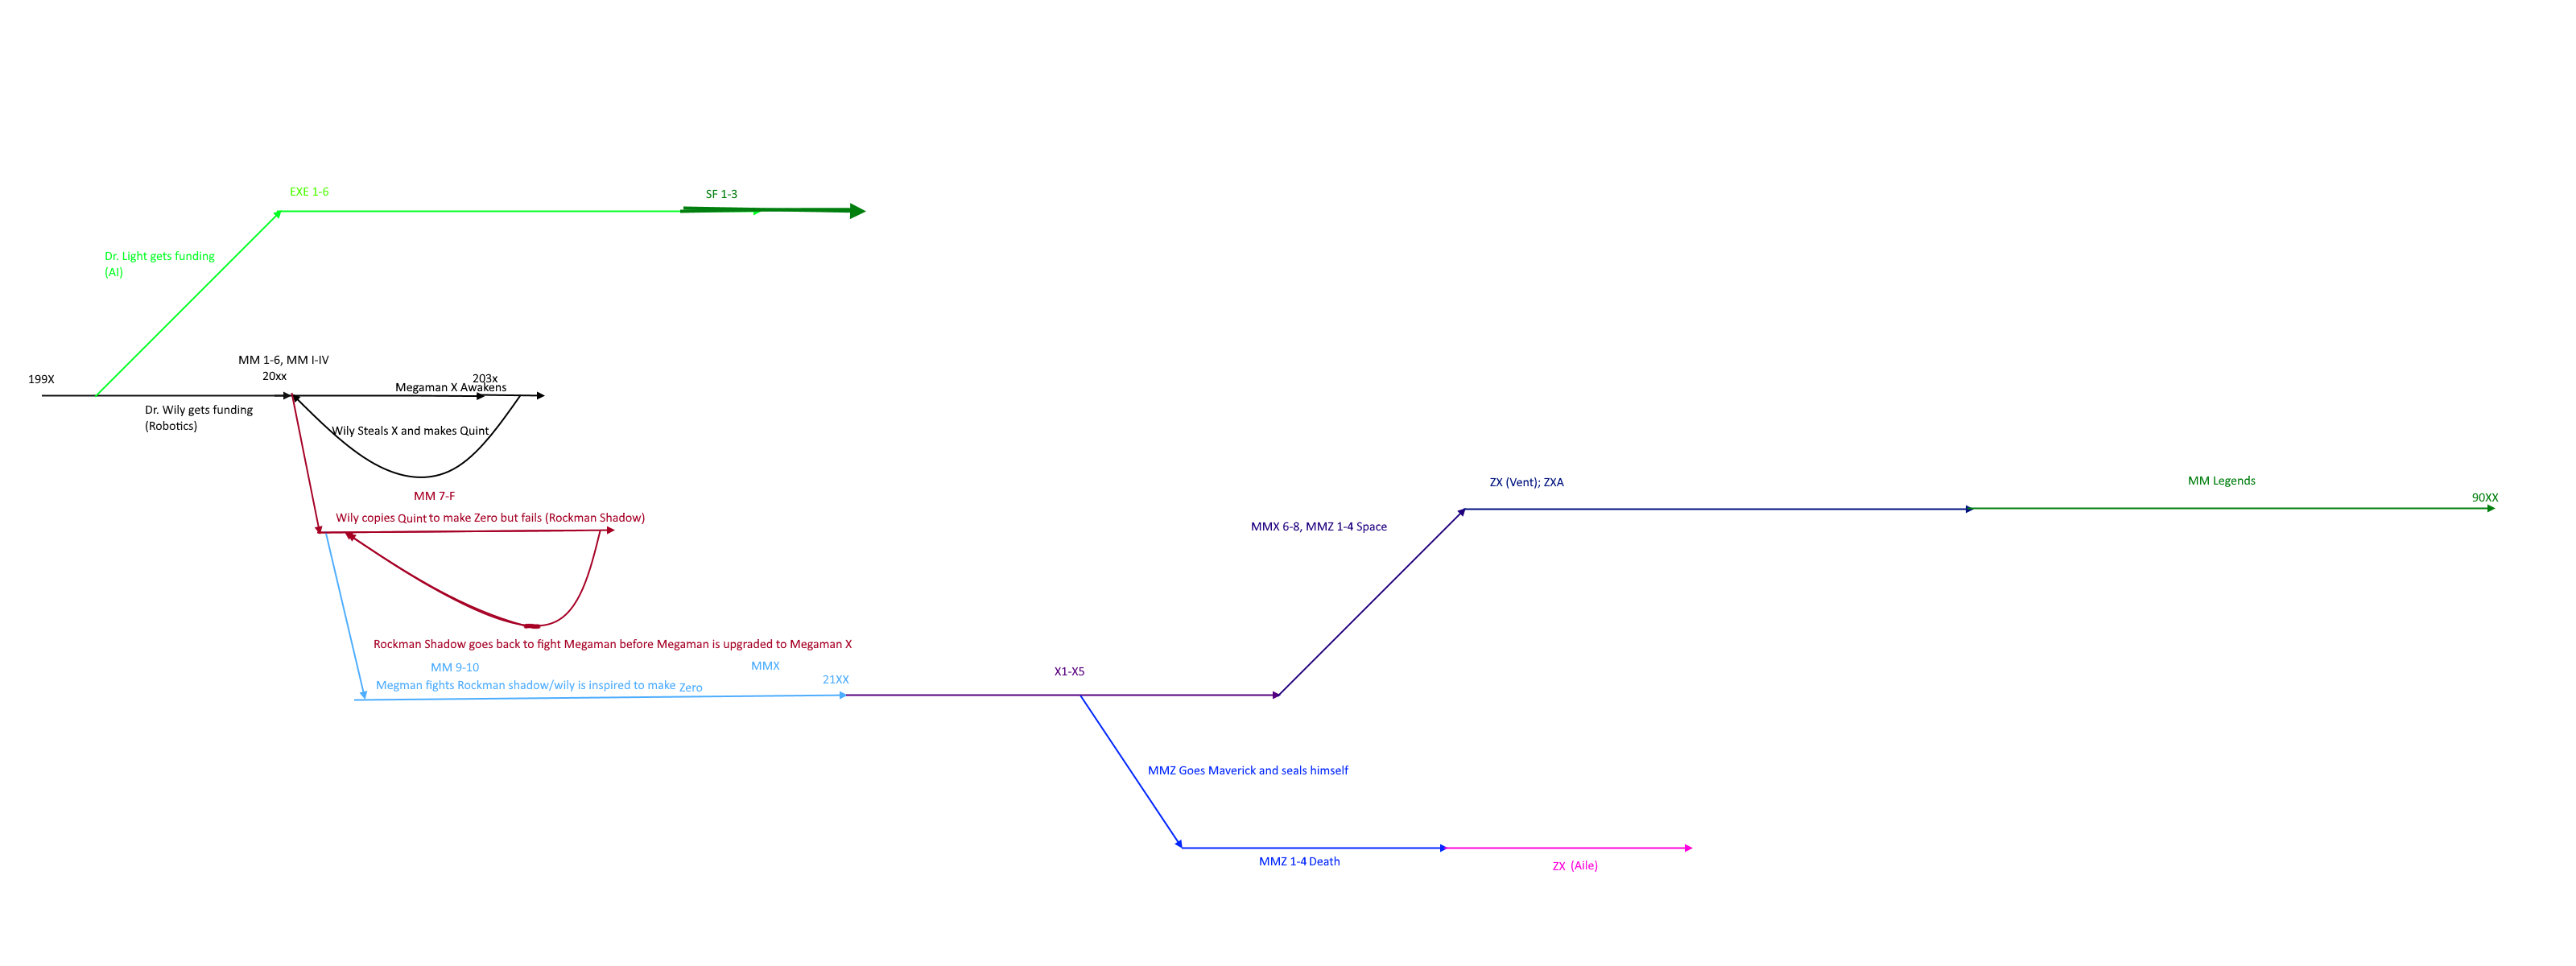 EXE 1-6
SF 1-3
Dr. Light gets funding
(AI)
MM 1-6, MM I-IV
20xx
199X
203x
Megaman X Awakens
Dr. Wily gets funding
(Robotics)
Wily Steals X and makes Quint
MM 7-F
Wily copies Quint to make Zero but fails (Rockman Shadow)
ZX (Vent); ZXA
MM Legends
90XX
MMX 6-8, MMZ 1-4 Space
Rockman Shadow goes back to fight Megaman before Megaman is upgraded to Megaman X
MM 9-10
MMX
X1-X5
21XX
Megman fights Rockman shadow/wily is inspired to make Zero
MMZ Goes Maverick and seals himself
MMZ 1-4 Death
ZX (Aile)